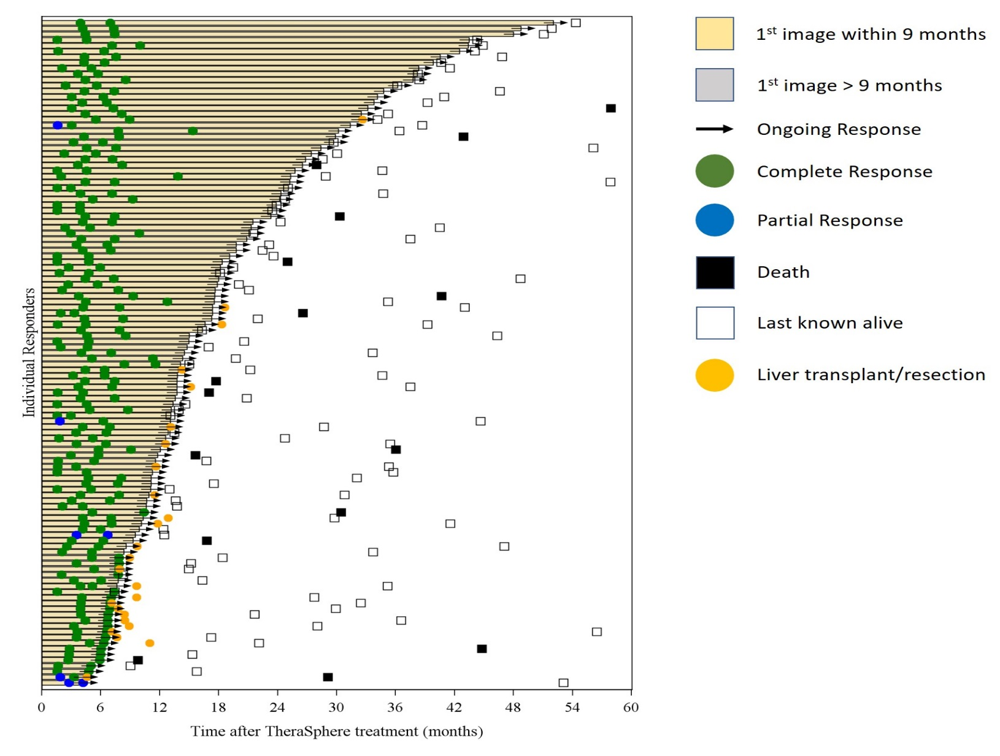 1st image within 9 months
1st image > 9 months
Ongoing Response
Complete Response
Partial Response
Death
Last known alive
Liver transplant/resection
Individual Responders
0 6 12 18 24 30 36 42 48 54 60
Time after TheraSphere treatment (months)